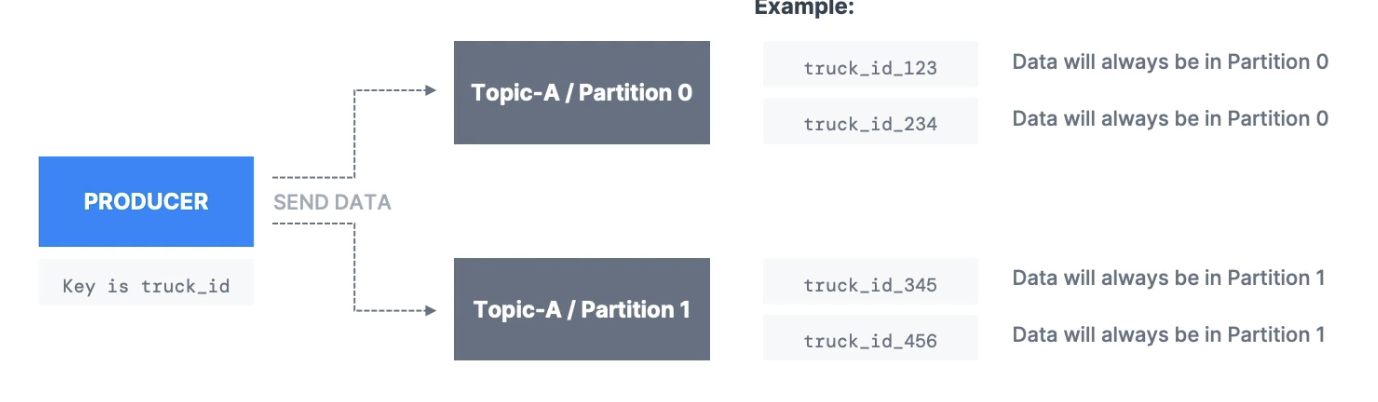 Example:
Topic-A / Partition 0
truck_id_123
Data will always be in Partition 0
truck_id_234
Data will always be in Partition 0
PRODUCER
SEND DATA
Key is truck_id
Topic-A / Partition 1
truck_id_345
Data will always be in Partition 1
truck_id_456
Data will always be in Partition 1